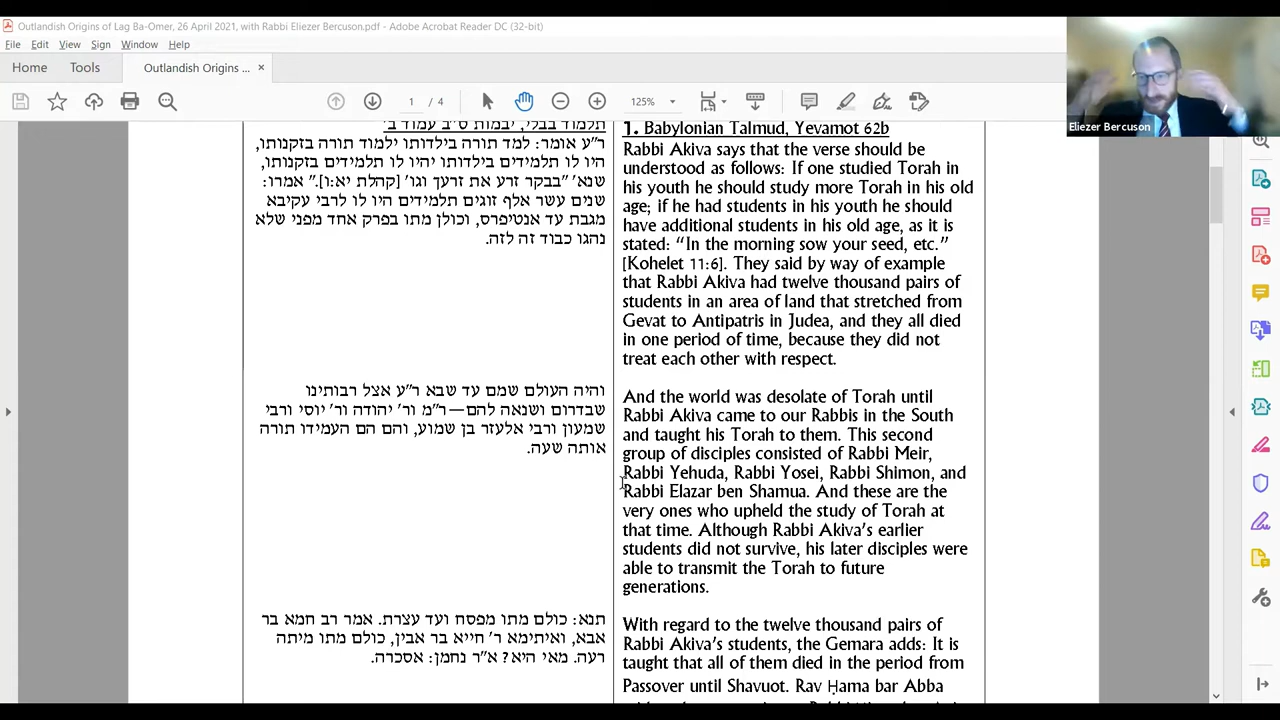 Outlandish Origins of Lag Ba-Omer, 26 April 2021, with Rabbi Eliezer Bercuson.pdf - Adobe Acrobat Reader DC (32-bit)
File Edit View Sign Window Help
Home Tools Outlandish Origins ... ×
1 / 4 125%
Eliezer Bercuson
תלמוד בבלי, יבמות ס״ב עמוד ב׳
ר״ע אומר: למד תורה בילדותו ילמוד תורה בזקנותו,
היו לו תלמידים בילדותו יהיו לו תלמידים בזקנותו,
שנא׳ ״בבקר זרע את זרעך וגו׳ [קהלת יא:ו].״ אמרו:
שנים עשר אלף זוגים תלמידים היו לו לרבי עקיבא
מגבת עד אנטיפרס, וכולן מתו בפרק אחד מפני שלא
נהגו כבוד זה לזה.
והיה העולם שמם עד שבא ר״ע אצל רבותינו
שבדרום ושנאה להם—ר״מ ור׳ יהודה ור׳ יוסי ורבי
שמעון ורבי אלעזר בן שמוע, והם הם העמידו תורה
אותה שעה.
תנא: כולם מתו מפסח ועד עצרת. אמר רב חמא בר
אבא, ואיתימא ר׳ חייא בר אבין, כולם מתו מיתה
רעה. מאי היא? א״ר נחמן: אסכרה.
1. Babylonian Talmud, Yevamot 62b
Rabbi Akiva says that the verse should be
understood as follows: If one studied Torah in
his youth he should study more Torah in his old
age; if he had students in his youth he should
have additional students in his old age, as it is
stated: “In the morning sow your seed, etc.”
[Kohelet 11:6]. They said by way of example
that Rabbi Akiva had twelve thousand pairs of
students in an area of land that stretched from
Gevat to Antipatris in Judea, and they all died
in one period of time, because they did not
treat each other with respect.
And the world was desolate of Torah until
Rabbi Akiva came to our Rabbis in the South
and taught his Torah to them. This second
group of disciples consisted of Rabbi Meir,
Rabbi Yehuda, Rabbi Yosei, Rabbi Shimon, and
Rabbi Elazar ben Shamua. And these are the
very ones who upheld the study of Torah at
that time. Although Rabbi Akiva’s earlier
students did not survive, his later disciples were
able to transmit the Torah to future
generations.
With regard to the twelve thousand pairs of
Rabbi Akiva’s students, the Gemara adds: It is
taught that all of them died in the period from
Passover until Shavuot. Rav Ḥama bar Abba